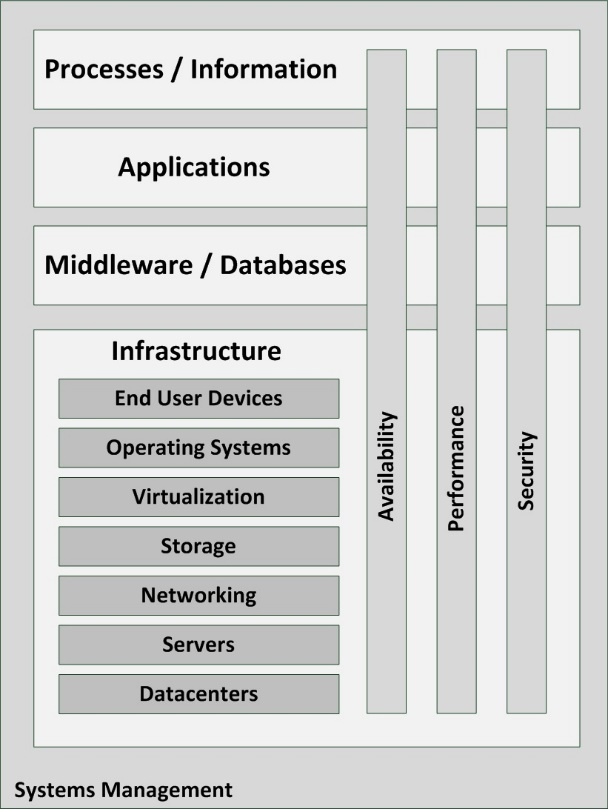 Processes / Information
Applications
Middleware / Databases
Infrastructure
End User Devices
Operating Systems
Virtualization
Storage
Networking
Servers
Datacenters
Availability
Performance
Security
Systems Management